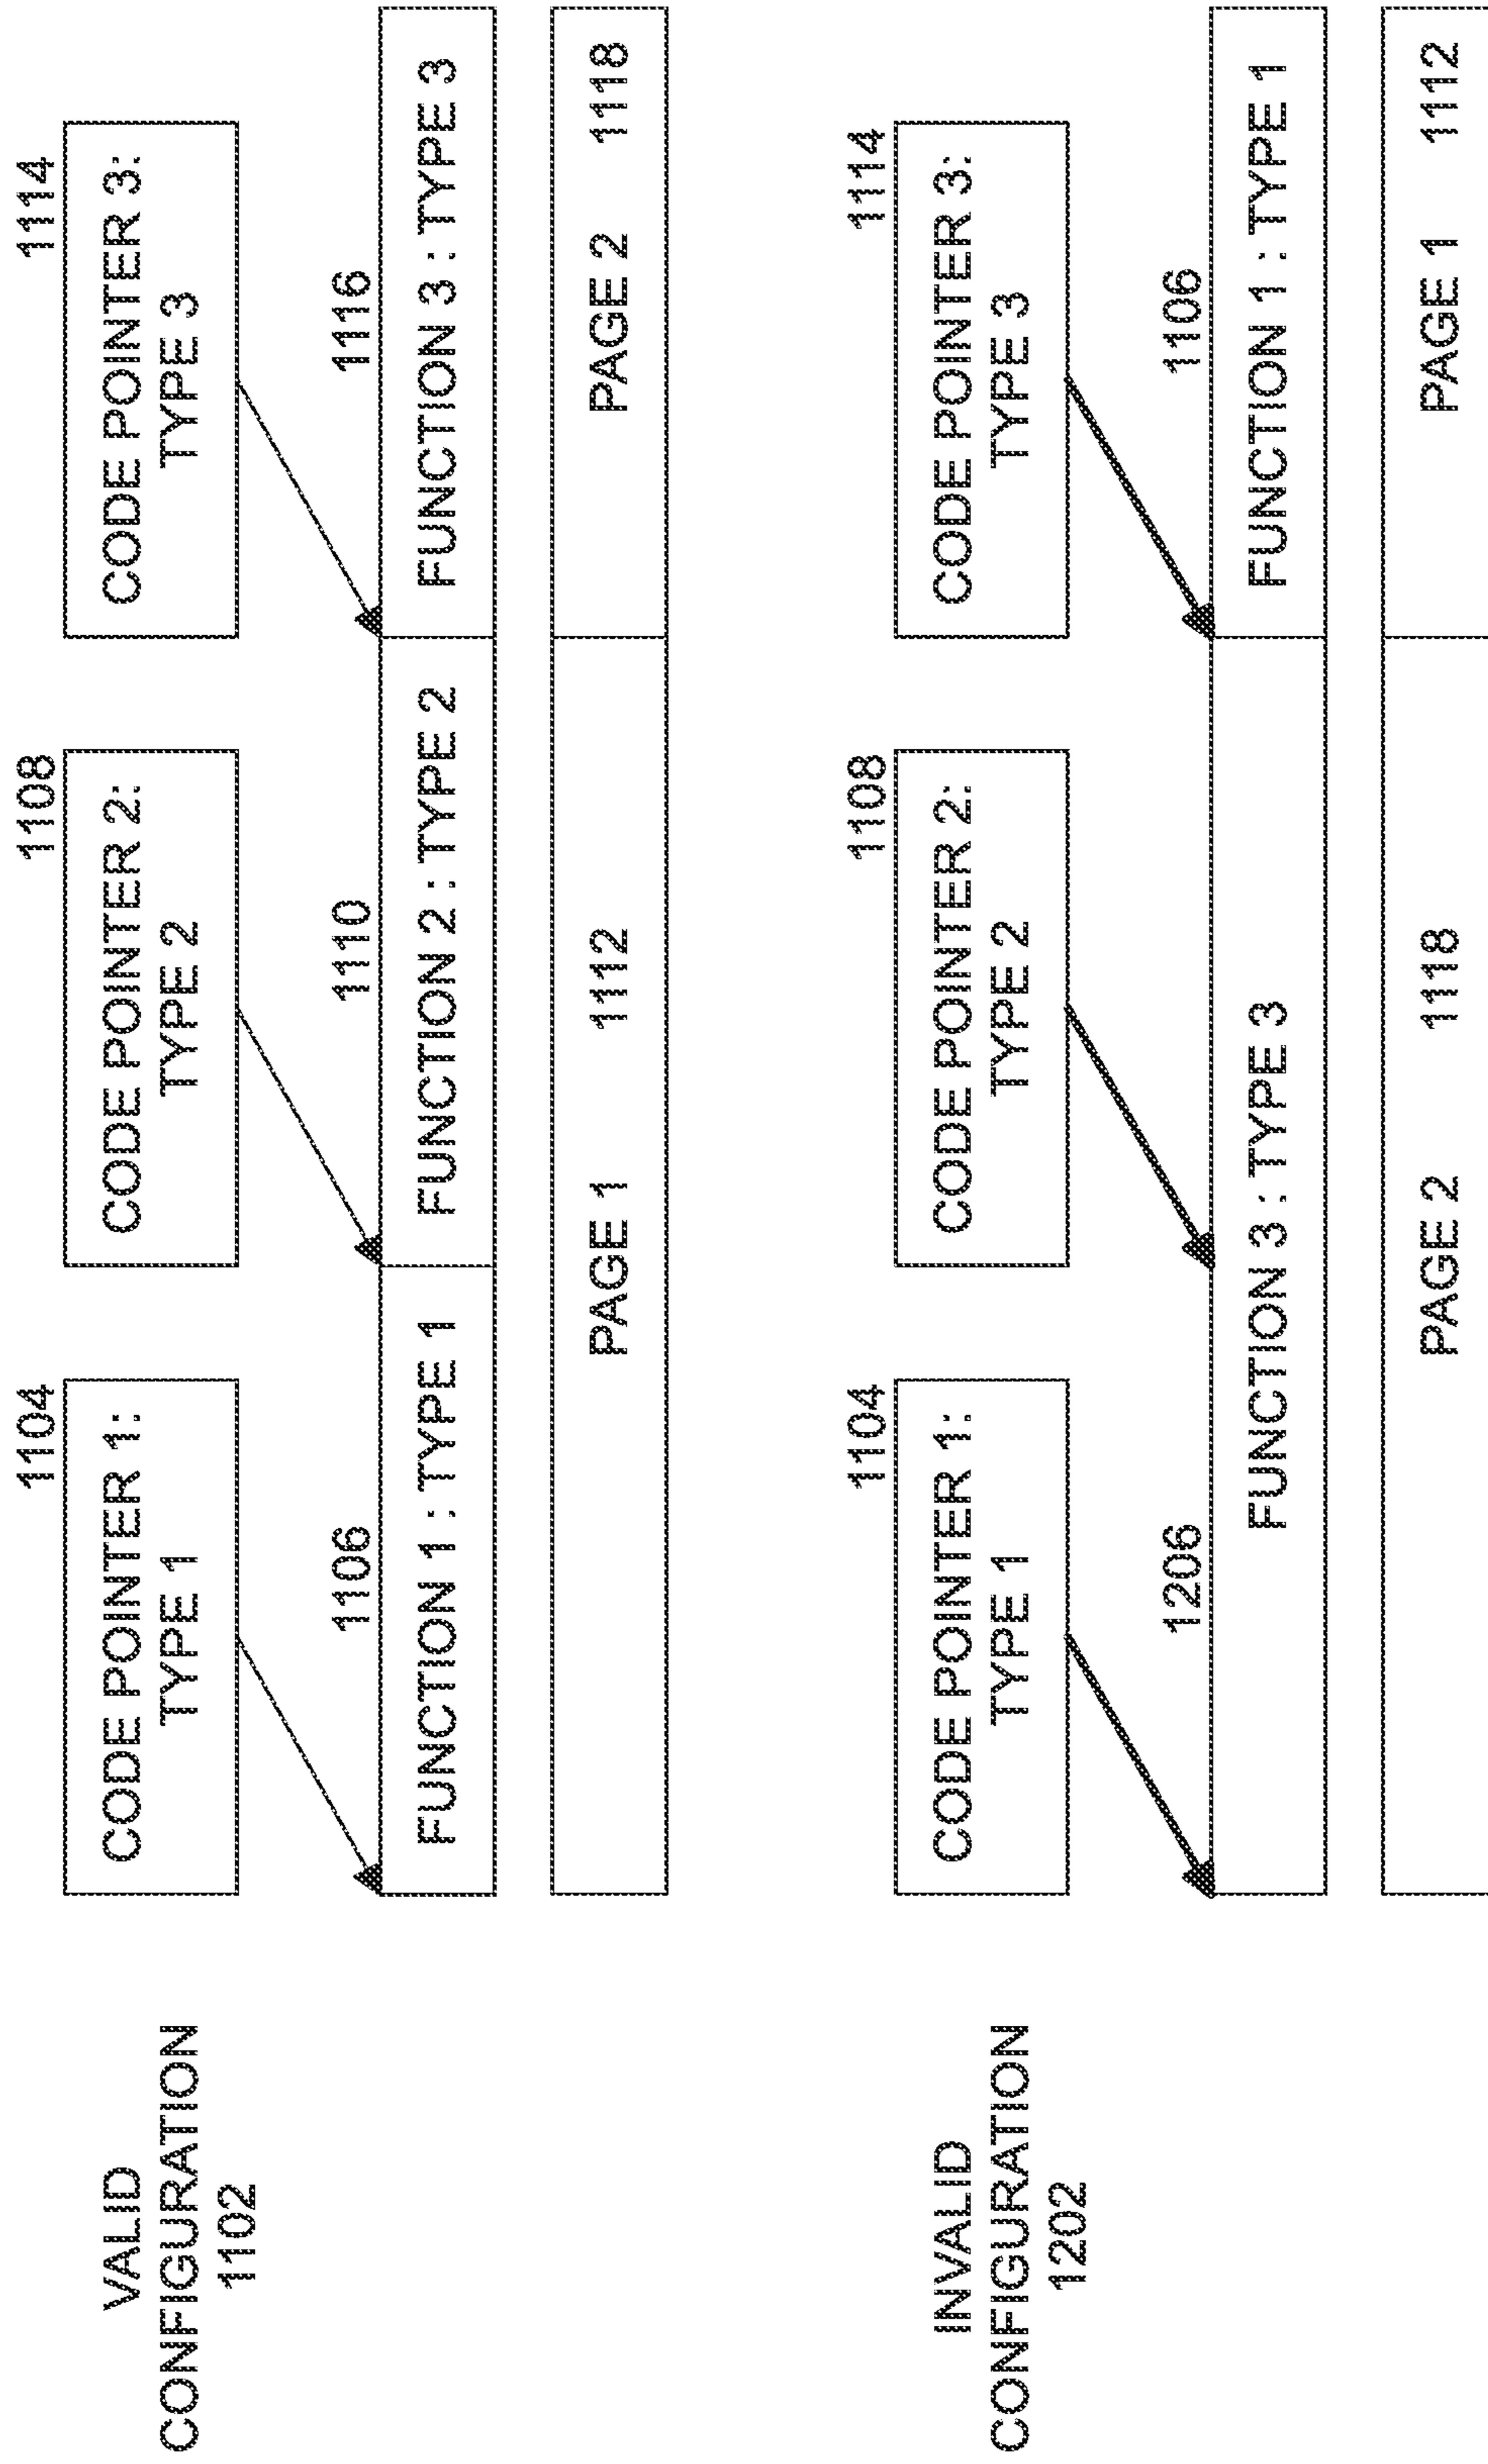 VALID
CONFIGURATION
1102
1104
CODE POINTER 1:
TYPE 1
1108
CODE POINTER 2:
TYPE 2
1114
CODE POINTER 3:
TYPE 3
1106
FUNCTION 1 : TYPE 1
1110
FUNCTION 2 : TYPE 2
1116
FUNCTION 3 : TYPE 3
PAGE 1 1112
PAGE 2 1118
INVALID
CONFIGURATION
1202
1104
CODE POINTER 1:
TYPE 1
1108
CODE POINTER 2:
TYPE 2
1114
CODE POINTER 3:
TYPE 3
1206
FUNCTION 3 : TYPE 3
1106
FUNCTION 1 : TYPE 1
PAGE 2 1118
PAGE 1 1112